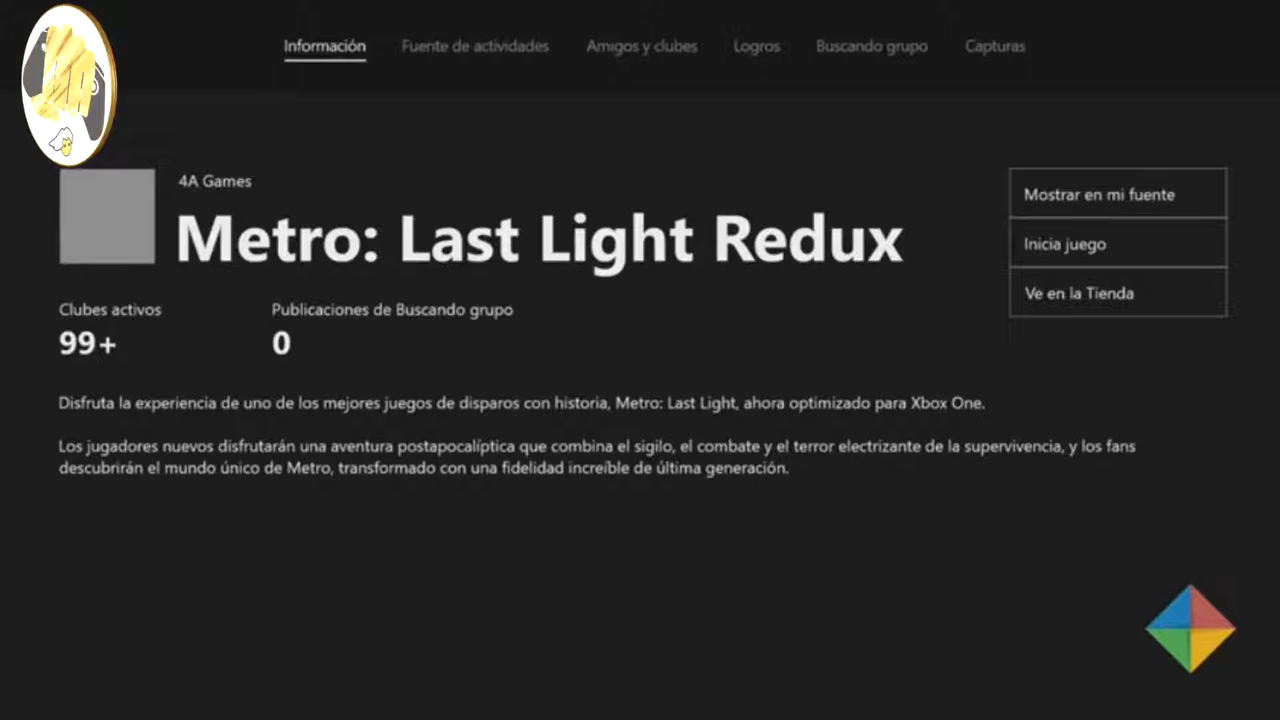 Información Fuente de actividades Amigos y clubes Logros Buscando grupo Capturas
4A Games
Metro: Last Light Redux
Mostrar en mi fuente
Inicia juego
Ve en la Tienda
Clubes activos Publicaciones de Buscando grupo
99+ 0
Disfruta la experiencia de uno de los mejores juegos de disparos con historia, Metro: Last Light, ahora optimizado para Xbox One.
Los jugadores nuevos disfrutarán una aventura postapocalíptica que combina el sigilo, el combate y el terror electrizante de la supervivencia, y los fans
descubrirán el mundo único de Metro, transformado con una fidelidad increíble de última generación.